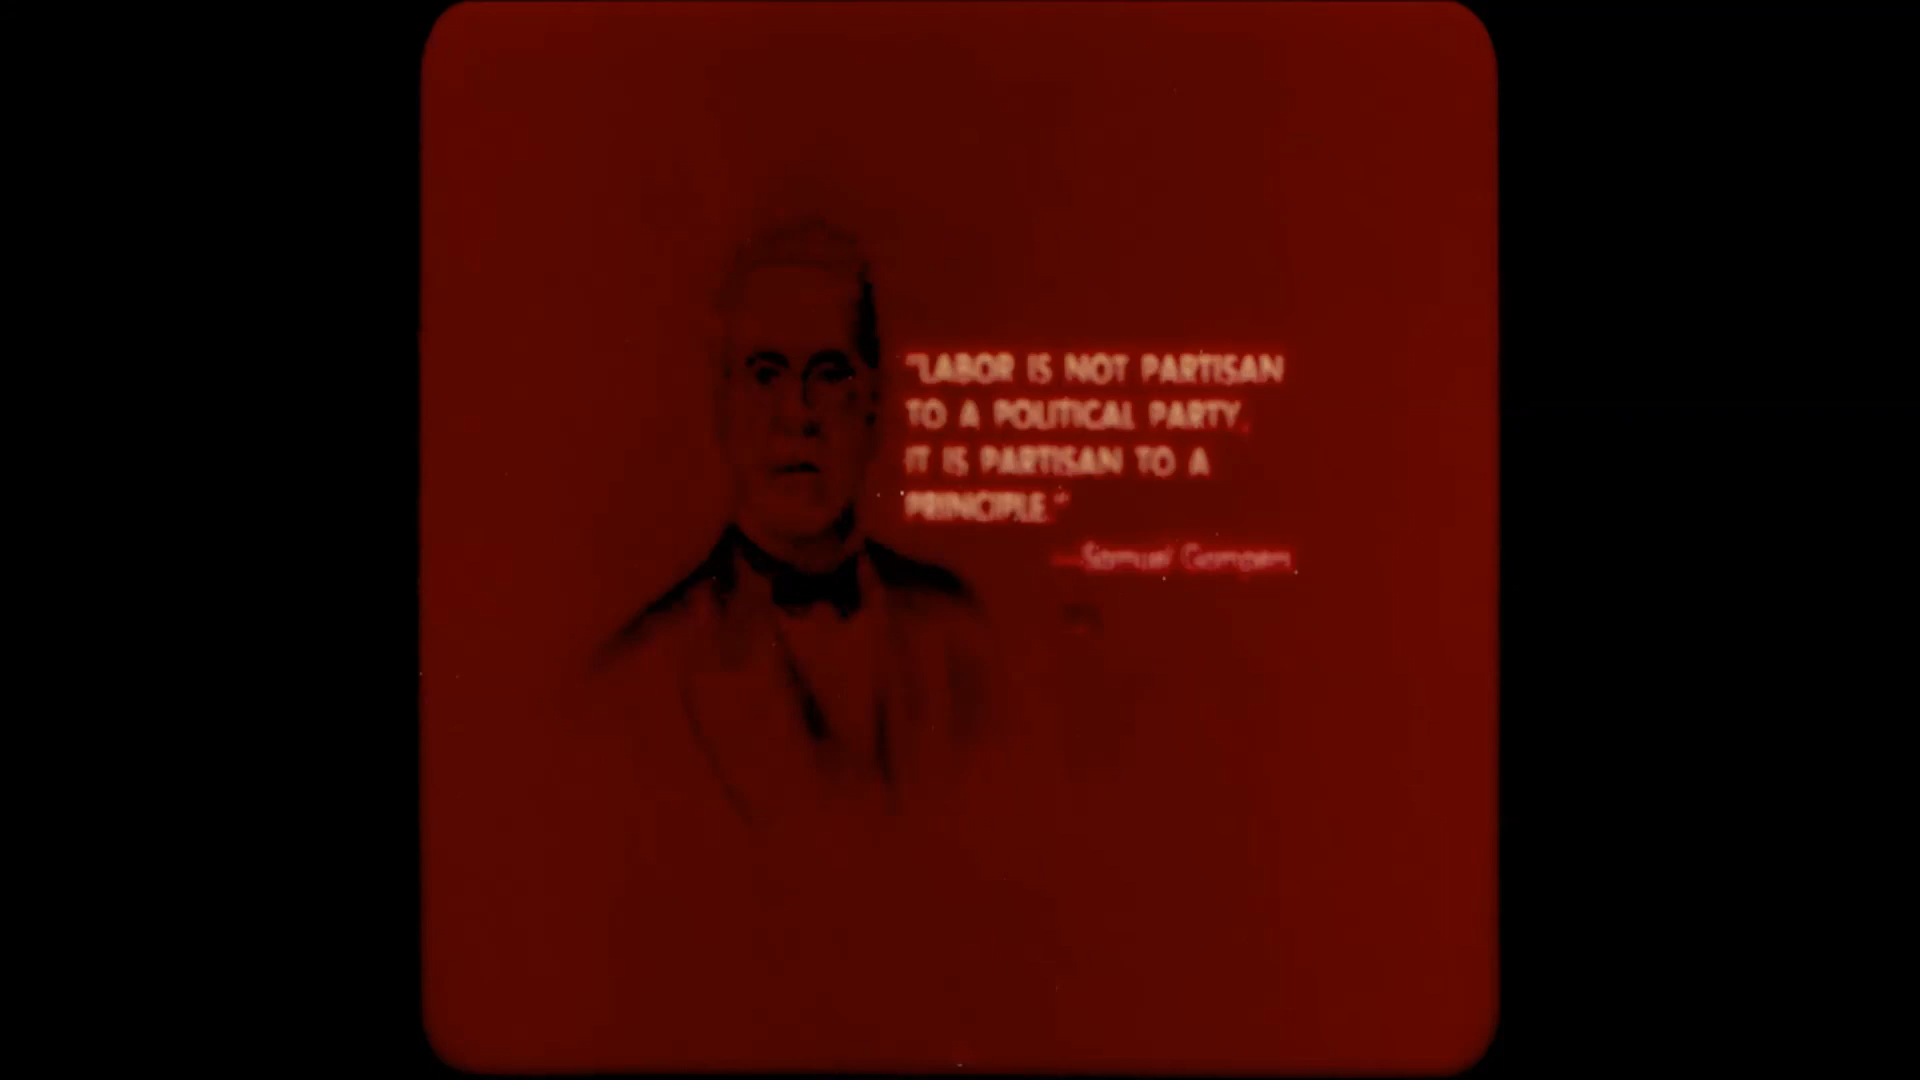 "LABOR IS NOT PARTISAN
TO A POLITICAL PARTY.
IT IS PARTISAN TO A
PRINCIPLE."
—Samuel Gompers